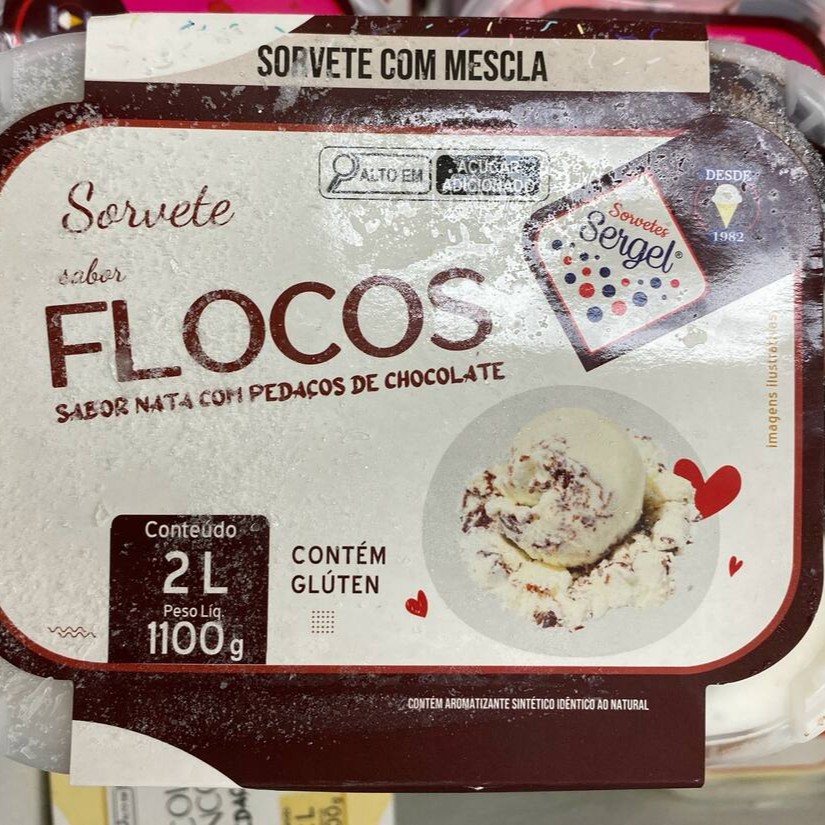 SORVETE COM MESCLA
ALTO EM
AÇÚCAR
ADICIONADO
Sorvete
sabor
FLOCOS
SABOR NATA COM PEDAÇOS DE CHOCOLATE
Sorvetes
Sergel®
DESDE
1982
imagens ilustrativas
Conteúdo
2 L
Peso Líq.
1100g
CONTÉM
GLÚTEN
CONTÉM AROMATIZANTE SINTÉTICO IDÊNTICO AO NATURAL